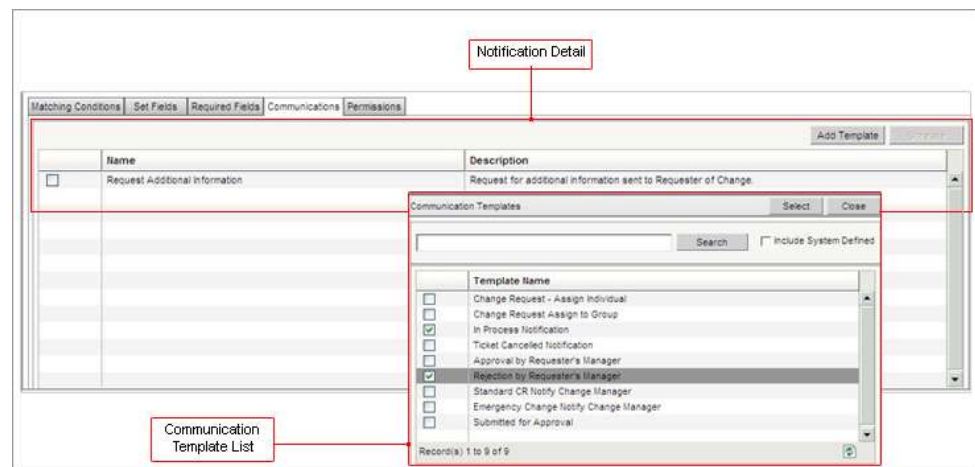 Notification Detail
Matching Conditions Set Fields Required Fields Communications Permissions
Add Template
Name Description
Request Additional Information Request for additional information sent to Requester of Change.
Communication Templates Select Close
Search Include System Defined
Template Name
Change Request - Assign Individual
Change Request Assign to Group
In Process Notification
Ticket Cancelled Notification
Approval by Requester's Manager
Rejection by Requester's Manager
Standard CR Notify Change Manager
Emergency Change Notify Change Manager
Submitted for Approval
Communication
Template List
Record(s) 1 to 9 of 9